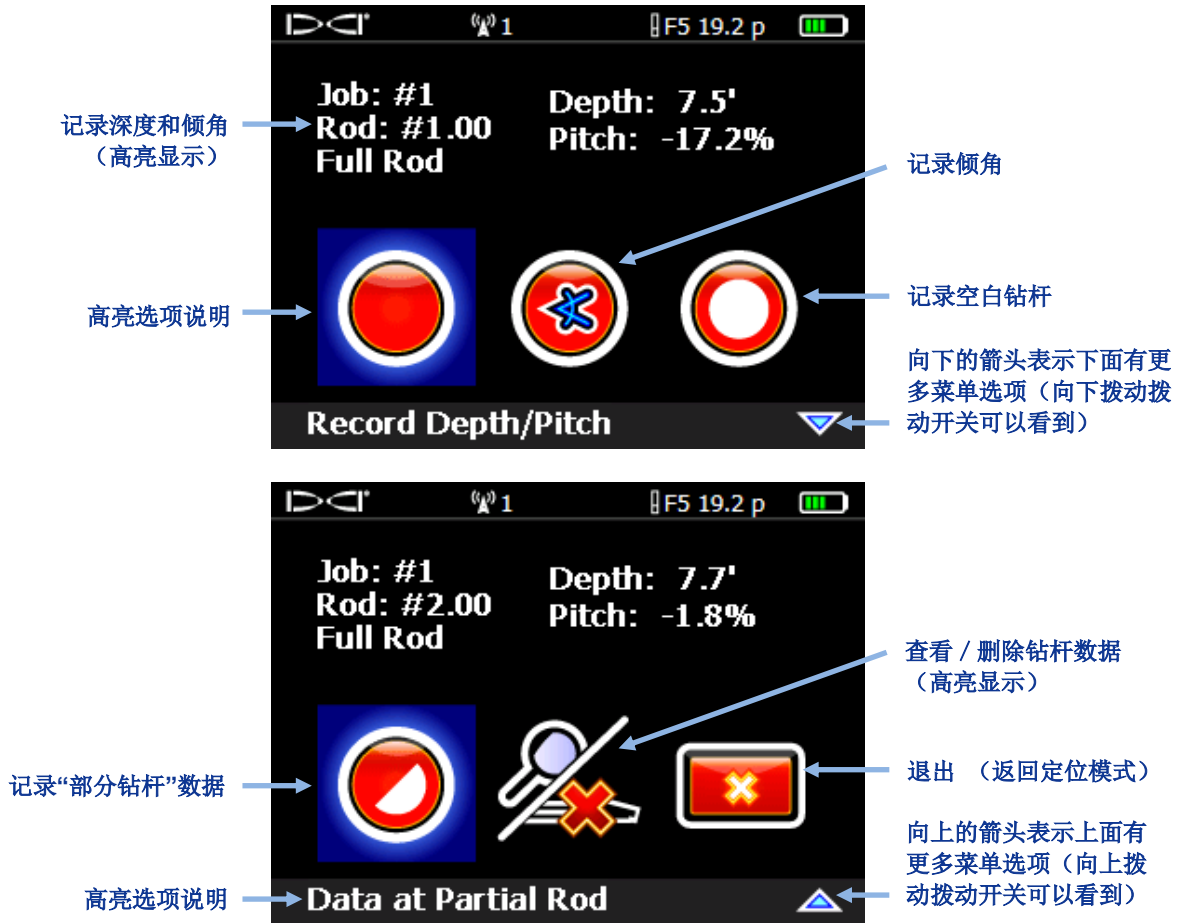 DCI
1
F5 19.2 p
Job: #1
Rod: #1.00
Full Rod
Depth: 7.5'
Pitch: -17.2%
记录深度和倾角
（高亮显示）
记录倾角
高亮选项说明
记录空白钻杆
向下的箭头表示下面有更
多菜单选项（向下拨动拨
动开关可以看到）
Record Depth/Pitch
DCI
1
F5 19.2 p
Job: #1
Rod: #2.00
Full Rod
Depth: 7.7'
Pitch: -1.8%
查看 / 删除钻杆数据
（高亮显示）
记录“部分钻杆”数据
退出 （返回定位模式）
向上的箭头表示上面有
更多菜单选项（向上拨
动拨动开关可以看到）
高亮选项说明
Data at Partial Rod